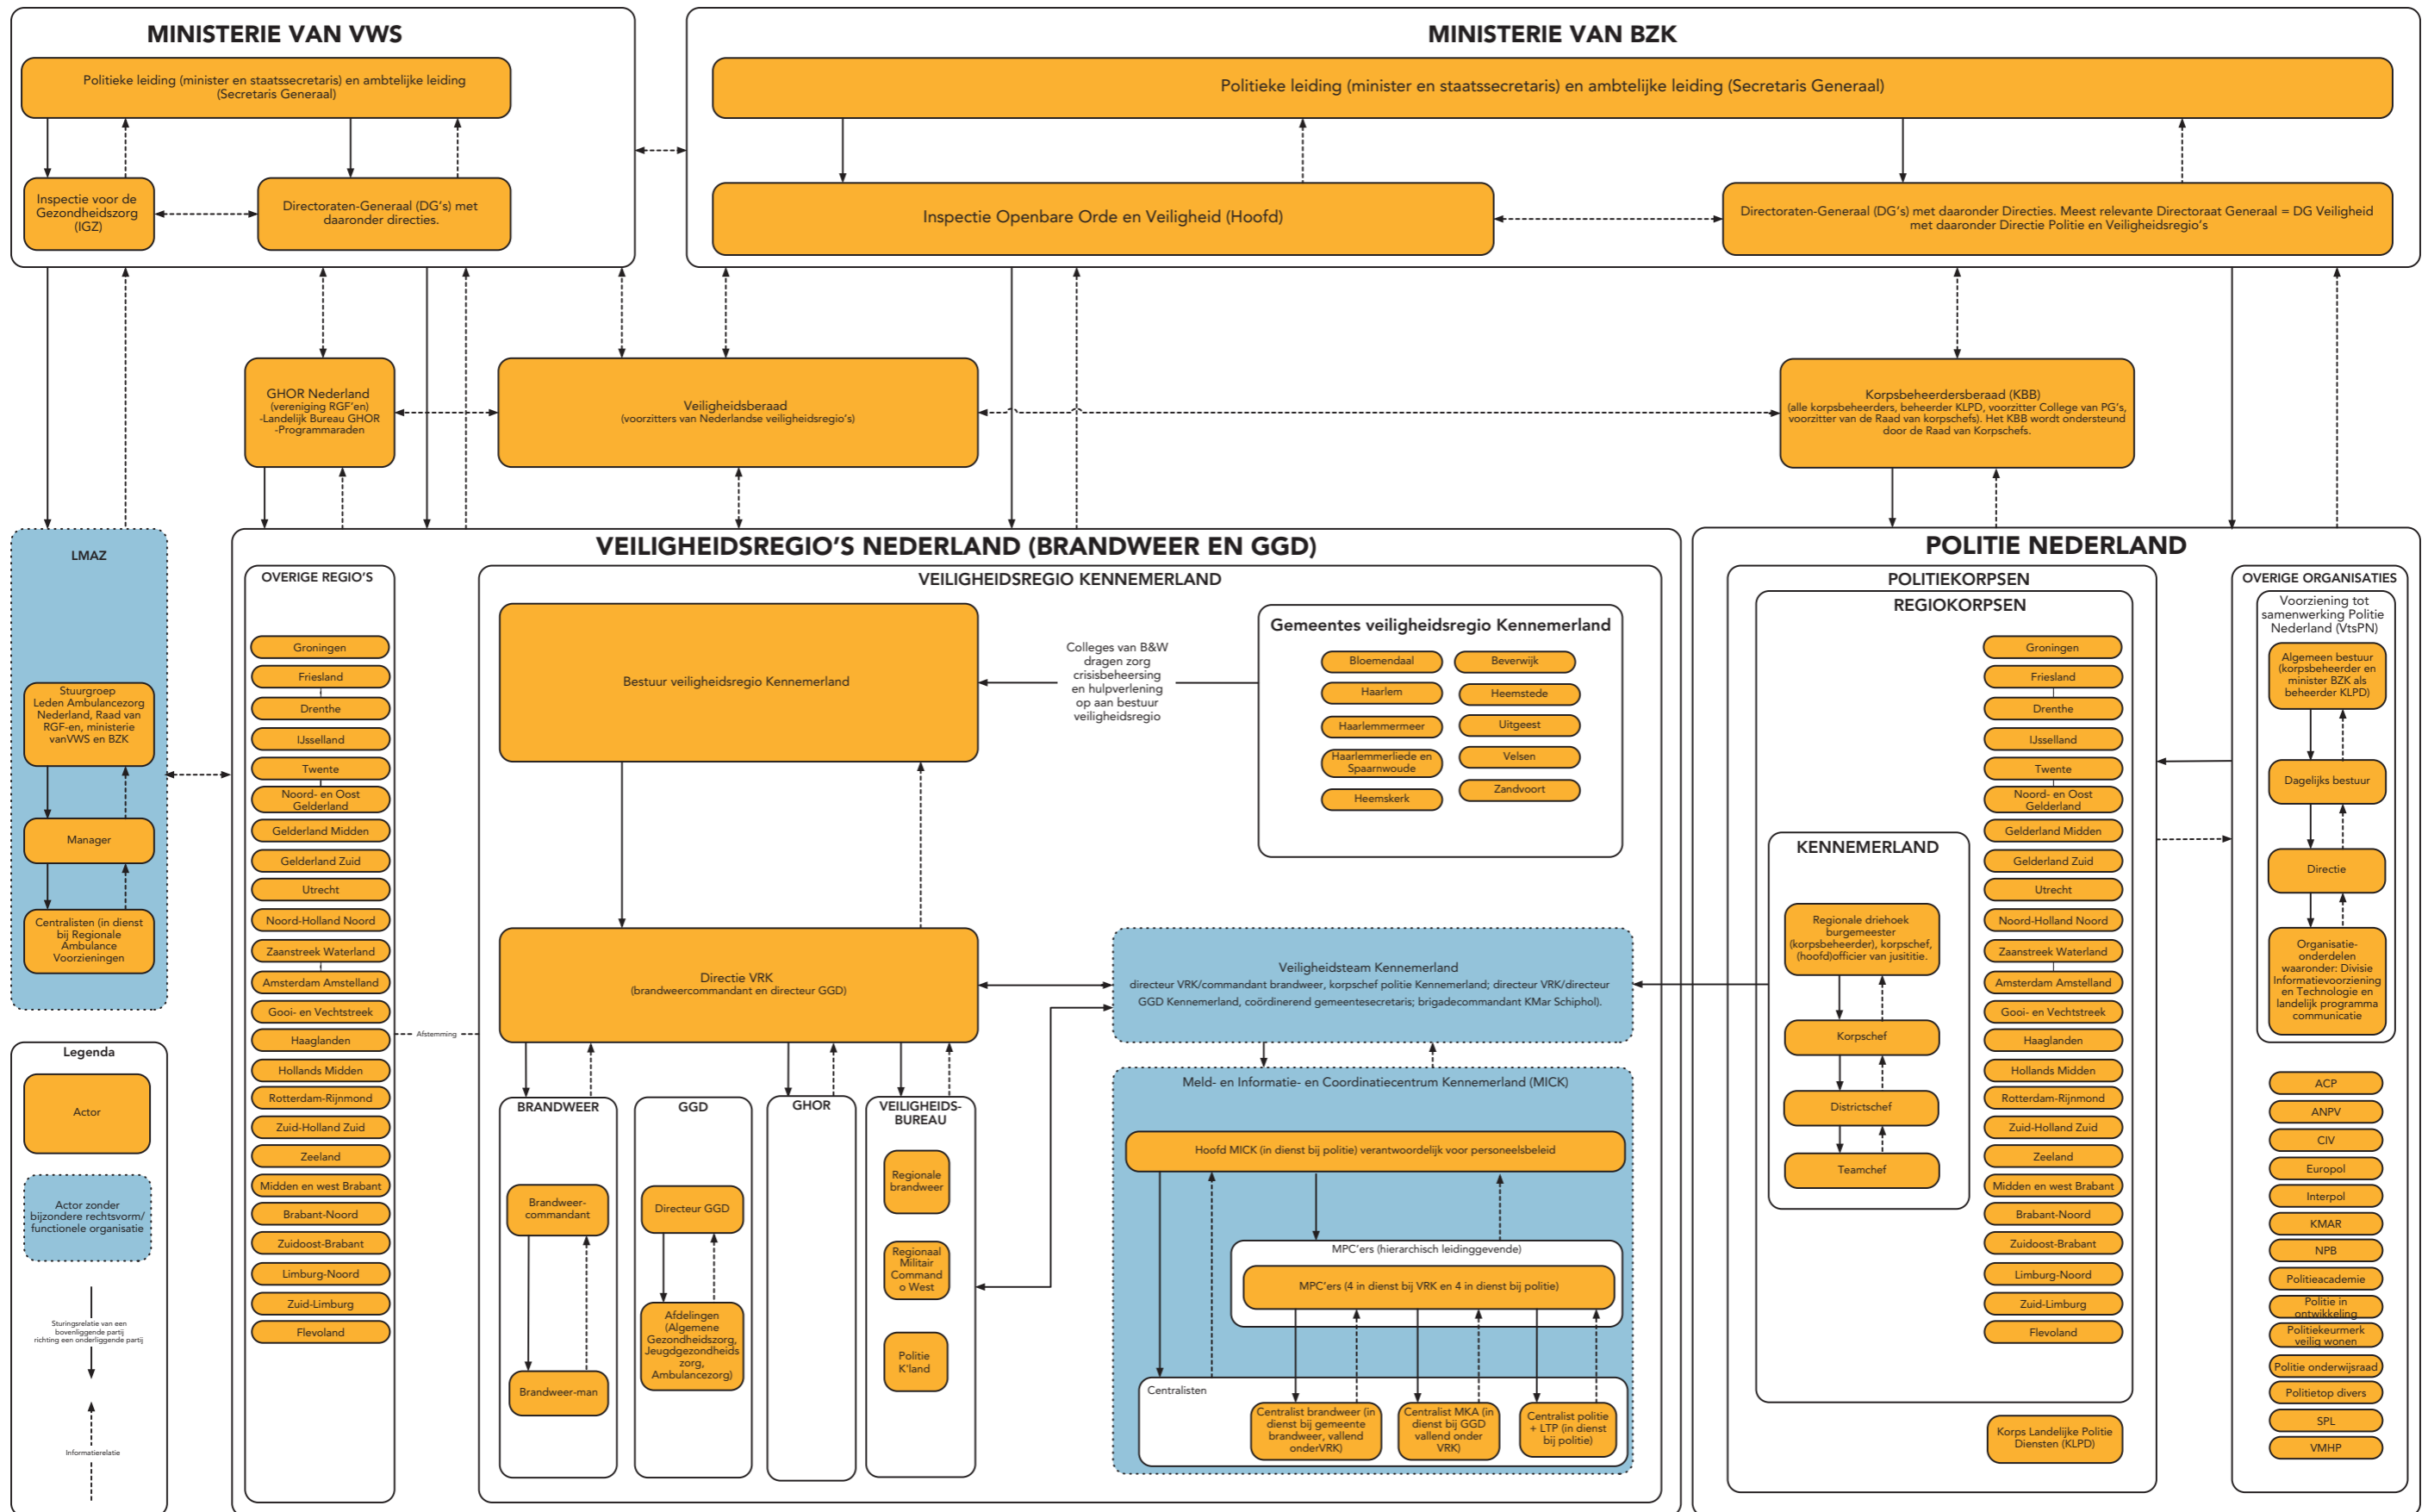 MINISTERIE VAN VWS
Politieke leiding (minister en staatssecretaris) en ambtelijke leiding
(Secretaris Generaal)
Inspectie voor de
Gezondheidszorg
(IGZ)
Directoraten-Generaal (DG's) met
daaronder directies.
MINISTERIE VAN BZK
Politieke leiding (minister en staatssecretaris) en ambtelijke leiding (Secretaris Generaal)
Inspectie Openbare Orde en Veiligheid (Hoofd)
Directoraten-Generaal (DG's) met daaronder Directies. Meest relevante Directoraat Generaal = DG Veiligheid
met daaronder Directie Politie en Veiligheidsregio's
GHOR Nederland
(vereniging RGF'en)
-Landelijk Bureau GHOR
-Programmaraden
Veiligheidsberaad
(voorzitters van Nederlandse veiligheidsregio's)
Korpsbeheerdersberaad (KBB)
(alle korpsbeheerders, beheerder KLPD, voorzitter College van PG's,
voorzitter van de Raad van korpschefs). Het KBB wordt ondersteund
door de Raad van Korpschefs.
LMAZ
Stuurgroep
Leden Ambulancezorg
Nederland, Raad van
RGF-en, ministerie
vanVWS en BZK
Manager
Centralisten (in dienst
bij Regionale
Ambulance
Voorzieningen
Legenda
Actor
Actor zonder
bijzondere rechtsvorm/
functionele organisatie
Sturingsrelatie van een
bovenliggende partij
richting een onderliggende partij
Informatierelatie
VEILIGHEIDSREGIO'S NEDERLAND (BRANDWEER EN GGD)
OVERIGE REGIO'S
Groningen
Friesland
Drenthe
IJsselland
Twente
Noord- en Oost
Gelderland
Gelderland Midden
Gelderland Zuid
Utrecht
Noord-Holland Noord
Zaanstreek Waterland
Amsterdam Amstelland
Gooi- en Vechtstreek
Haaglanden
Hollands Midden
Rotterdam-Rijnmond
Zuid-Holland Zuid
Zeeland
Midden en west Brabant
Brabant-Noord
Zuidoost-Brabant
Limburg-Noord
Zuid-Limburg
Flevoland
Afstemming
VEILIGHEIDSREGIO KENNEMERLAND
Bestuur veiligheidsregio Kennemerland
Colleges van B&W
dragen zorg
crisisbeheersing
en hulpverlening
op aan bestuur
veiligheidsregio
Gemeentes veiligheidsregio Kennemerland
Bloemendaal
Beverwijk
Haarlem
Heemstede
Haarlemmermeer
Uitgeest
Haarlemmerliede en
Spaarnwoude
Velsen
Heemskerk
Zandvoort
Directie VRK
(brandweercommandant en directeur GGD)
Veiligheidsteam Kennemerland
directeur VRK/commandant brandweer, korpschef politie Kennemerland; directeur VRK/directeur
GGD Kennemerland, coördinerend gemeentesecretaris; brigadecommandant KMar Schiphol).
BRANDWEER
Brandweer-
commandant
Brandweer-man
GGD
Directeur GGD
Afdelingen
(Algemene
Gezondheidszorg,
Jeugdgezondheids
zorg,
Ambulancezorg)
GHOR
VEILIGHEIDS-
BUREAU
Regionale
brandweer
Regionaal
Militair
Command
o West
Politie
K'land
Meld- en Informatie- en Coordinatiecentrum Kennemerland (MICK)
Hoofd MICK (in dienst bij politie) verantwoordelijk voor personeelsbeleid
MPC'ers (hierarchisch leidinggevende)
MPC'ers (4 in dienst bij VRK en 4 in dienst bij politie)
Centralisten
Centralist brandweer (in
dienst bij gemeente
brandweer, vallend
onderVRK)
Centralist MKA (in
dienst bij GGD
vallend onder
VRK)
Centralist politie
+ LTP (in dienst
bij politie)
POLITIE NEDERLAND
POLITIEKORPSEN
REGIOKORPSEN
KENNEMERLAND
Regionale driehoek
burgemeester
(korpsbeheerder), korpschef,
(hoofd)officier van jusititie.
Korpschef
Districtschef
Teamchef
Groningen
Friesland
Drenthe
IJsselland
Twente
Noord- en Oost
Gelderland
Gelderland Midden
Gelderland Zuid
Utrecht
Noord-Holland Noord
Zaanstreek Waterland
Amsterdam Amstelland
Gooi- en Vechtstreek
Haaglanden
Hollands Midden
Rotterdam-Rijnmond
Zuid-Holland Zuid
Zeeland
Midden en west Brabant
Brabant-Noord
Zuidoost-Brabant
Limburg-Noord
Zuid-Limburg
Flevoland
Korps Landelijke Politie
Diensten (KLPD)
OVERIGE ORGANISATIES
Voorziening tot
samenwerking Politie
Nederland (VtsPN)
Algemeen bestuur
(korpsbeheerder en
minister BZK als
beheerder KLPD)
Dagelijks bestuur
Directie
Organisatie-
onderdelen
waaronder: Divisie
Informatievoorziening
en Technologie en
landelijk programma
communicatie
ACP
ANPV
CIV
Europol
Interpol
KMAR
NPB
Politieacademie
Politie in
ontwikkeling
Politiekeurmerk
veilig wonen
Politie onderwijsraad
Politietop divers
SPL
VMHP